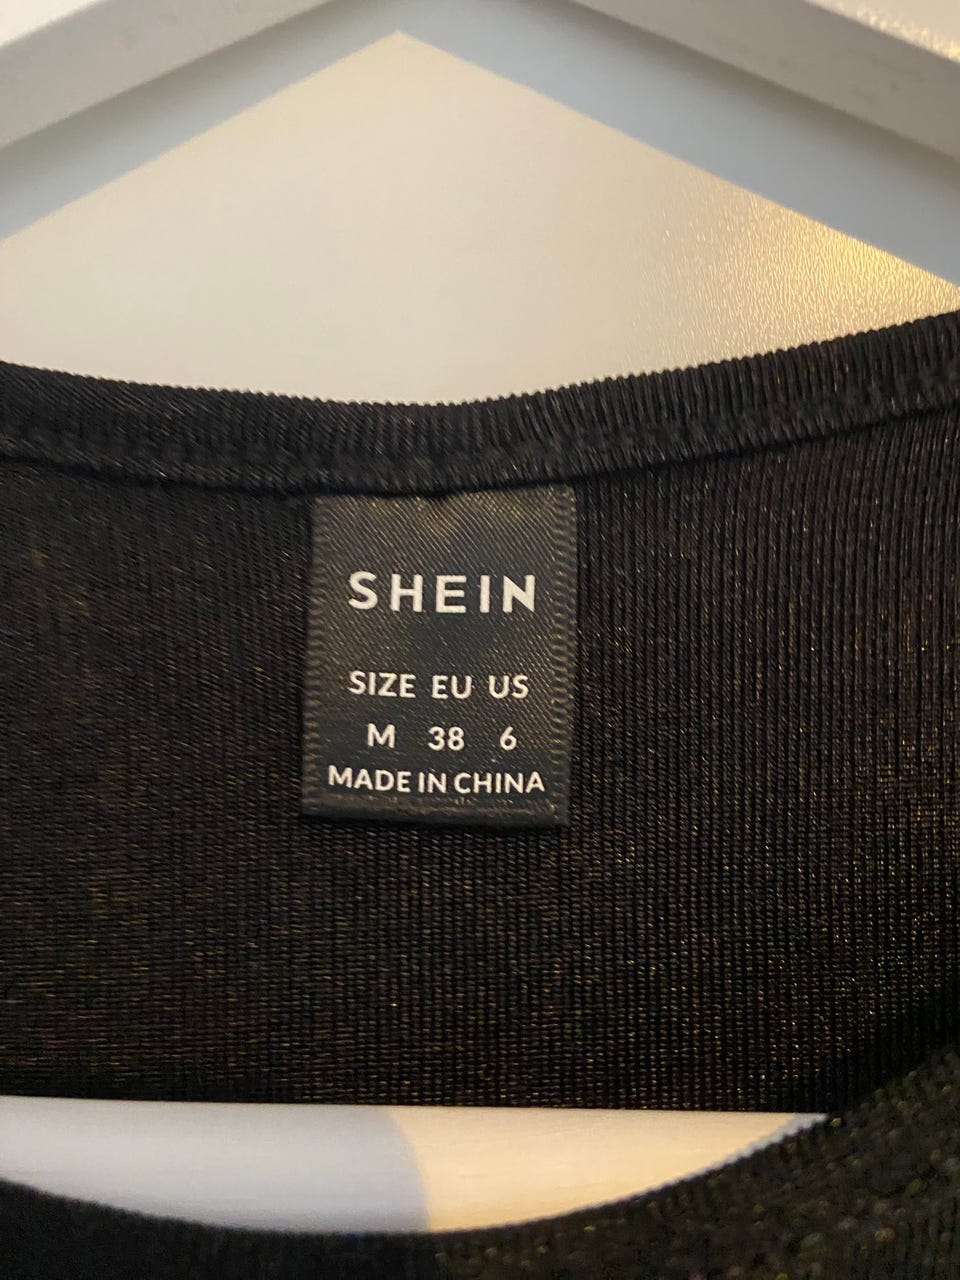 SHEIN
SIZE EU US
M 38 6
MADE IN CHINA